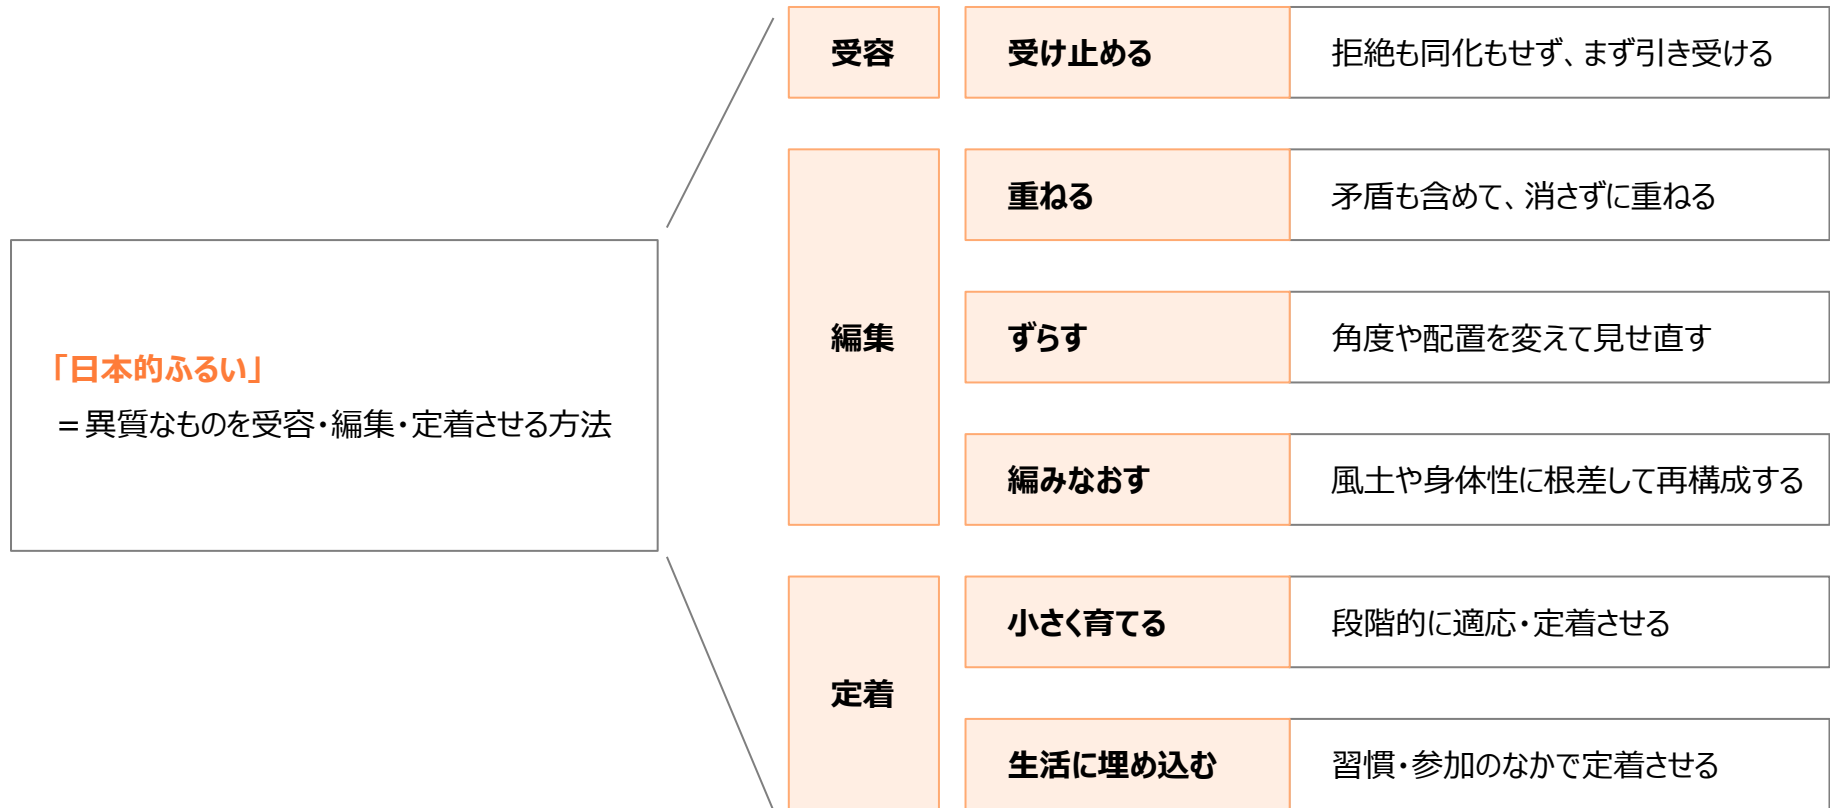 「日本的ふるい」
=異質なものを受容・編集・定着させる方法
受容
受け止める
拒絶も同化もせず、まず引き受ける
編集
重ねる
矛盾も含めて、消さずに重ねる
ずらす
角度や配置を変えて見せ直す
編みなおす
風土や身体性に根差して再構成する
定着
小さく育てる
段階的に適応・定着させる
生活に埋め込む
習慣・参加のなかで定着させる